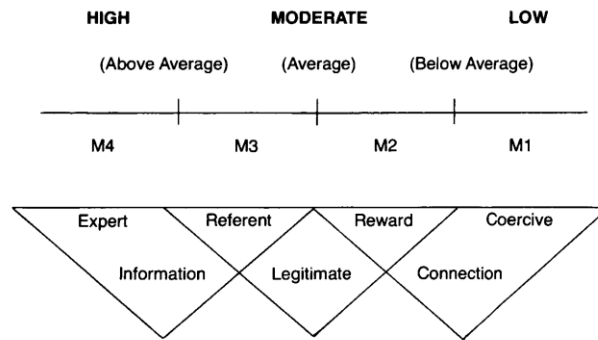 HIGH MODERATE LOW
(Above Average) (Average) (Below Average)
M4 M3 M2 M1
Expert Referent Reward Coercive
Information Legitimate Connection